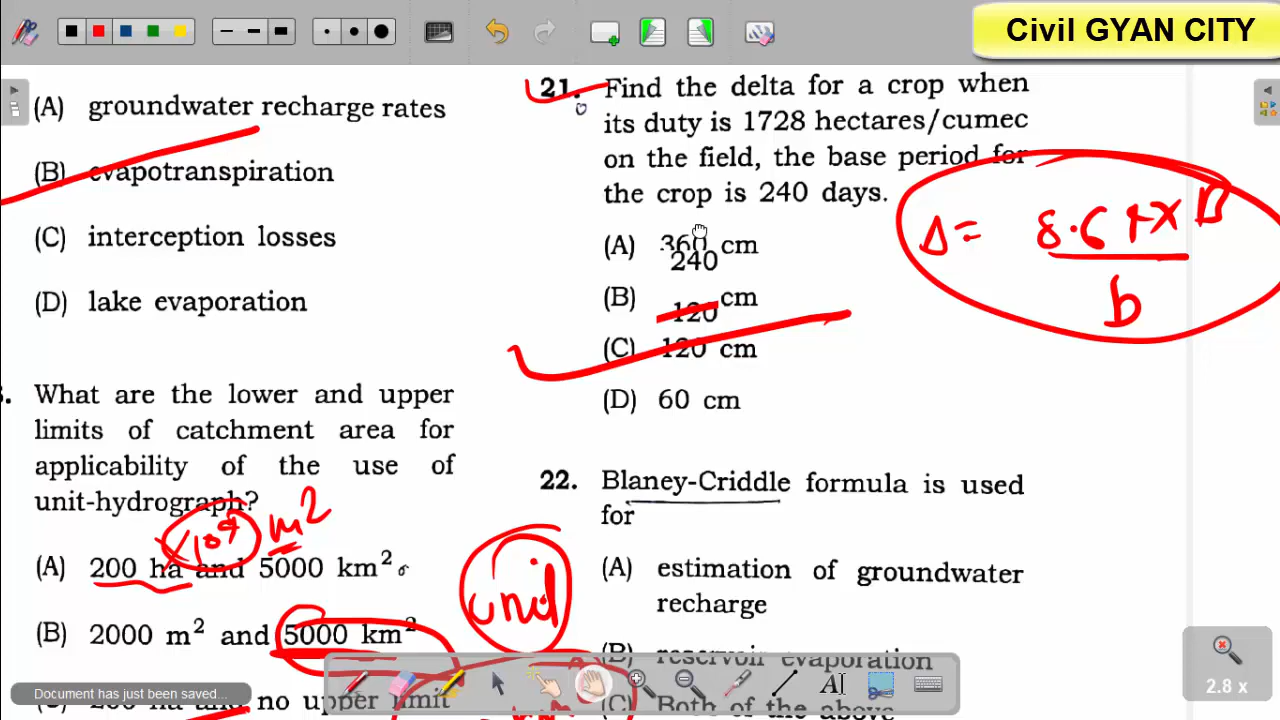 Civil GYAN CITY
(A) groundwater recharge rates
(B) evapotranspiration
(C) interception losses
(D) lake evaporation
What are the lower and upper
limits of catchment area for
applicability of the use of
unit-hydrograph?
×10⁴ m²
(A) 200 ha and 5000 km²
(B) 2000 m² and 5000 km²
no upper limit
unit
21. Find the delta for a crop when
its duty is 1728 hectares/cumec
on the field, the base period for
the crop is 240 days.
(A) 360 cm
240
(B) cm
120
(C) 120 cm
(D) 60 cm
Δ = 8.64 × B
b
22. Blaney-Criddle formula is used
for
(A) estimation of groundwater
recharge
(B) reservoir evaporation
(C) Both of the above
Document has just been saved...
2.8 x